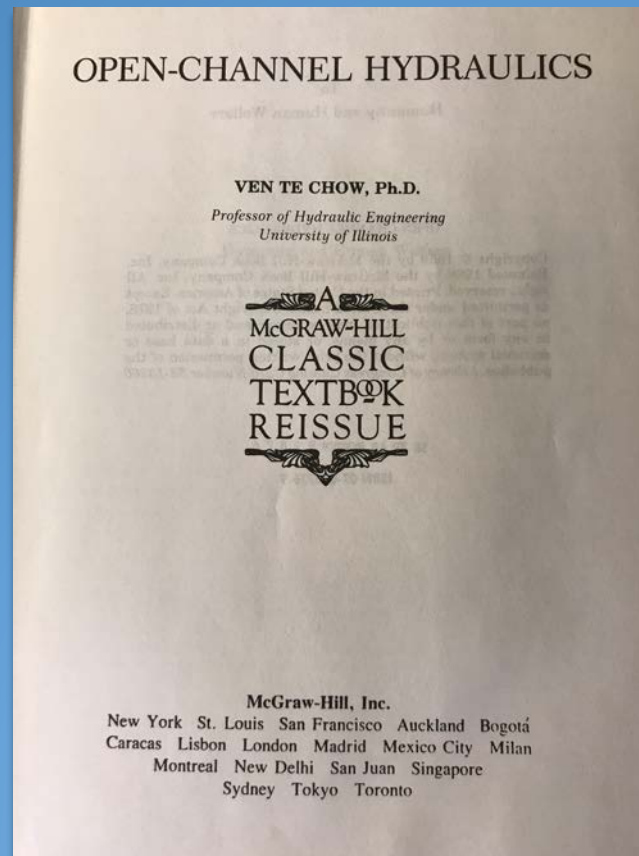 OPEN-CHANNEL HYDRAULICS
VEN TE CHOW, Ph.D.
Professor of Hydraulic Engineering
University of Illinois
A
McGRAW-HILL
CLASSIC
TEXTBOOK
REISSUE
McGraw-Hill, Inc.
New York St. Louis San Francisco Auckland Bogotá
Caracas Lisbon London Madrid Mexico City Milan
Montreal New Delhi San Juan Singapore
Sydney Tokyo Toronto